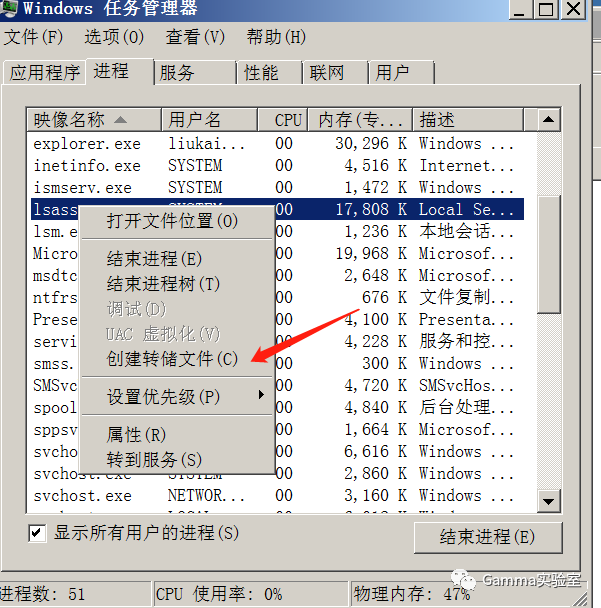 Windows 任务管理器
文件(F) 选项(O) 查看(V) 帮助(H)
应用程序 进程 服务 性能 联网 用户
映像名称 用户名 CPU 内存(专... 描述
explorer.exe liukai... 00 30,296 K Windows ...
inetinfo.exe SYSTEM 00 4,516 K Internet...
ismserv.exe SYSTEM 00 1,472 K Windows ...
lsass 00 17,808 K Local Se...
打开文件位置(O)
lsm.e 00 1,236 K 本地会话...
结束进程(E)
Micro 00 19,968 K Microsof...
结束进程树(T)
msdtc 00 2,648 K Microsof...
调试(D)
ntfrs 676 K 文件复制...
UAC 虚拟化(V)
Prese 4,100 K Presenta...
servi 00 4,228 K 服务和控...
创建转储文件(C)
smss. 00 300 K Windows ...
SMSvc 00 4,720 K SMSvcHos...
设置优先级(P)
spool 00 4,840 K 后台处理...
sppsv 00 1,664 K Microsof...
属性(R)
svcho 00 6,616 K Windows ...
转到服务(S)
svchost.exe 00 2,860 K Windows ...
svchost.exe NETWOR... 00 3,160 K Windows ...
显示所有用户的进程(S)
结束进程(E)
进程数: 51 CPU 使用率: 0% 物理内存: 47%
Gamma实验室